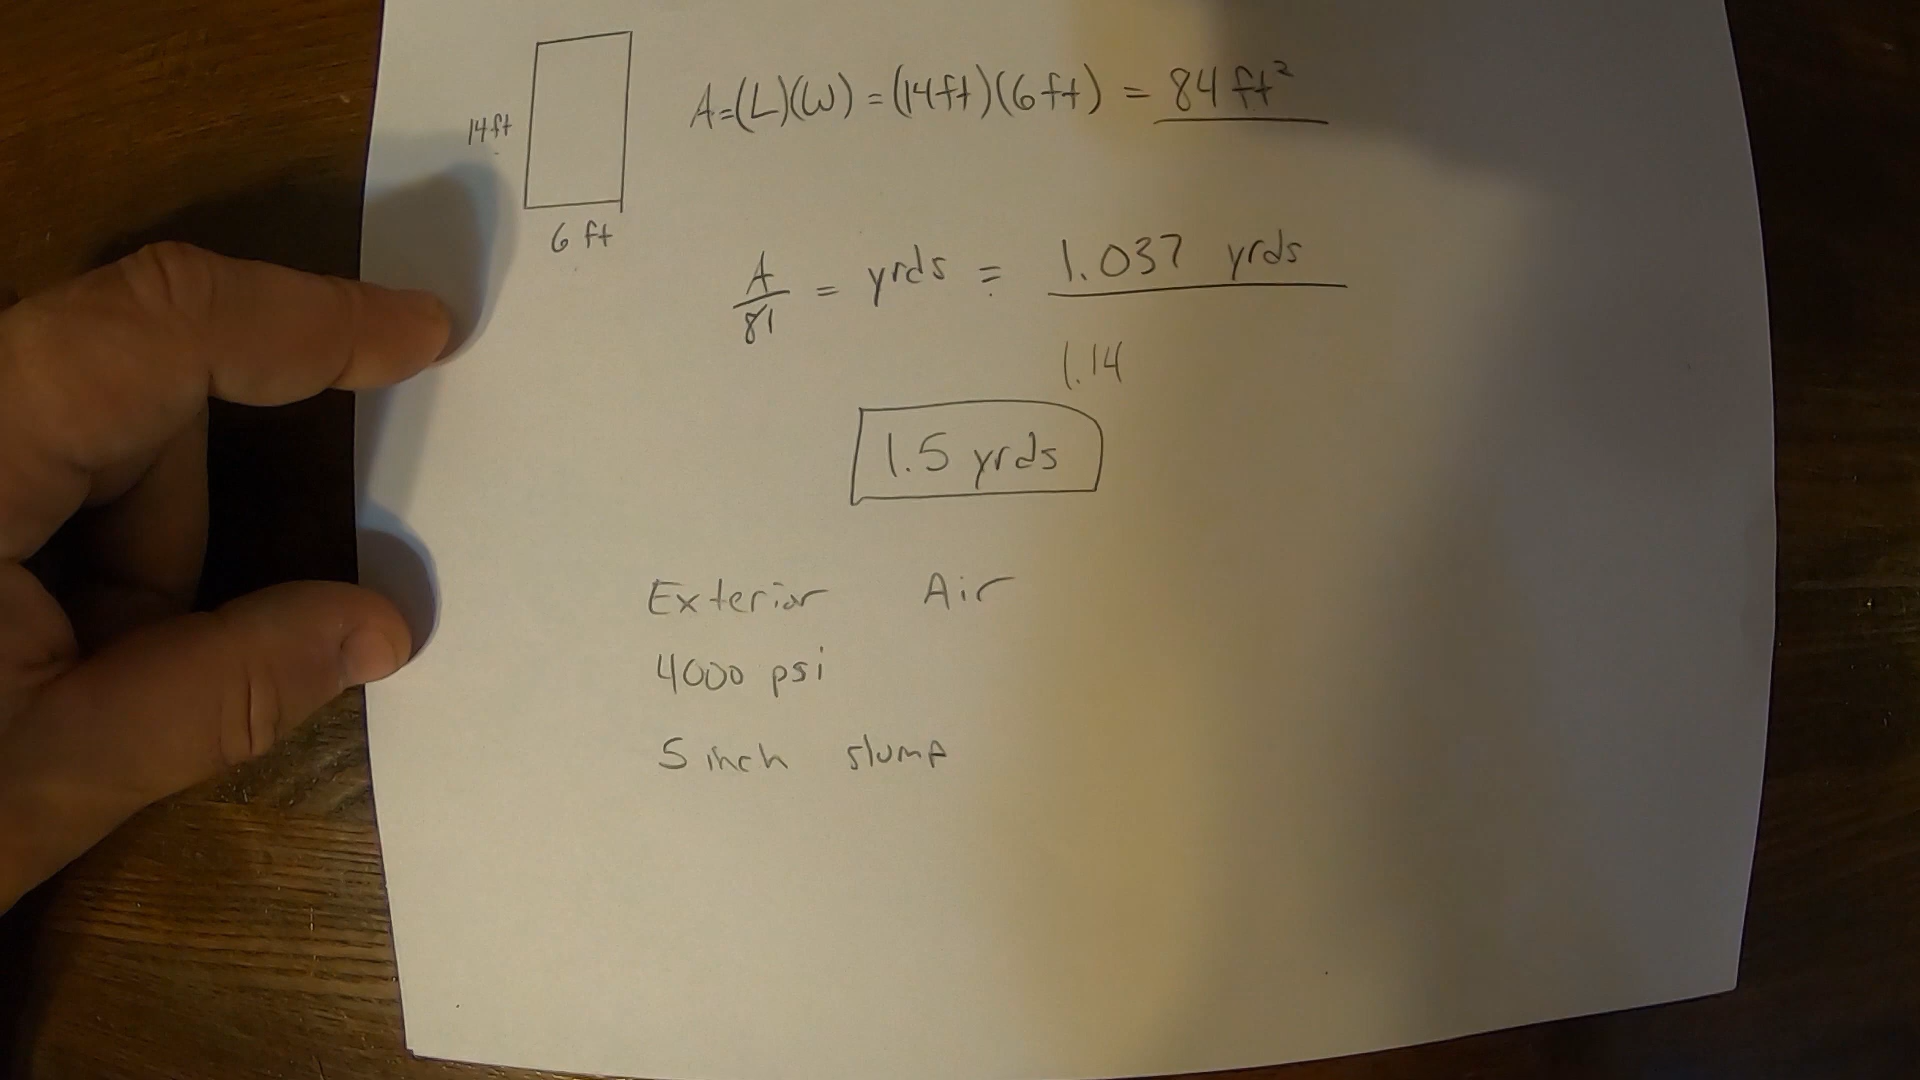 14ft
6 ft
A=(L)(W) = (14ft)(6ft) = 84 ft²
A/81 = yrds = 1.037 yrds
1.14
1.5 yrds
Exterior Air
4000 psi
5 inch slump